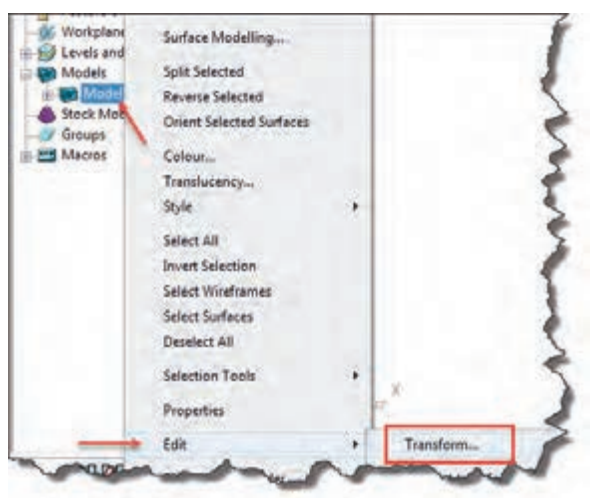 Workplane
Levels and
Models
Model
Stock Mod
Groups
Macros
Surface Modelling...
Split Selected
Reverse Selected
Orient Selected Surfaces
Colour...
Translucency...
Style
Select All
Invert Selection
Select Wireframes
Select Surfaces
Deselect All
Selection Tools
Properties
Edit
Transform...
X